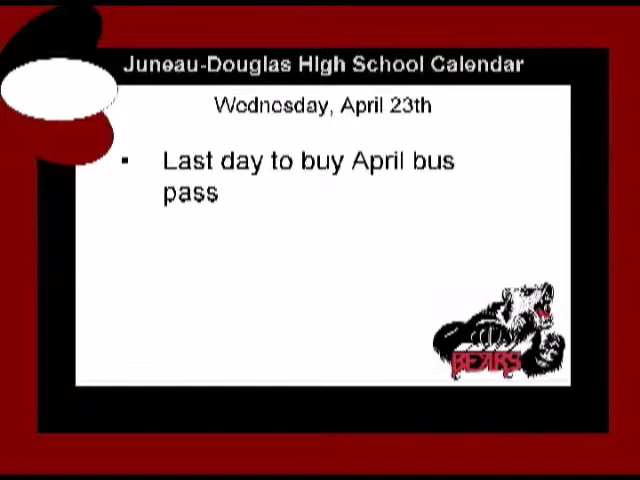 Juneau-Douglas High School Calendar
Wednesday, April 23th
▪ Last day to buy April bus
pass
BEARS